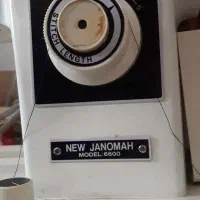 STITCH LENGTH
NEW JANOMAH
MODEL:6600